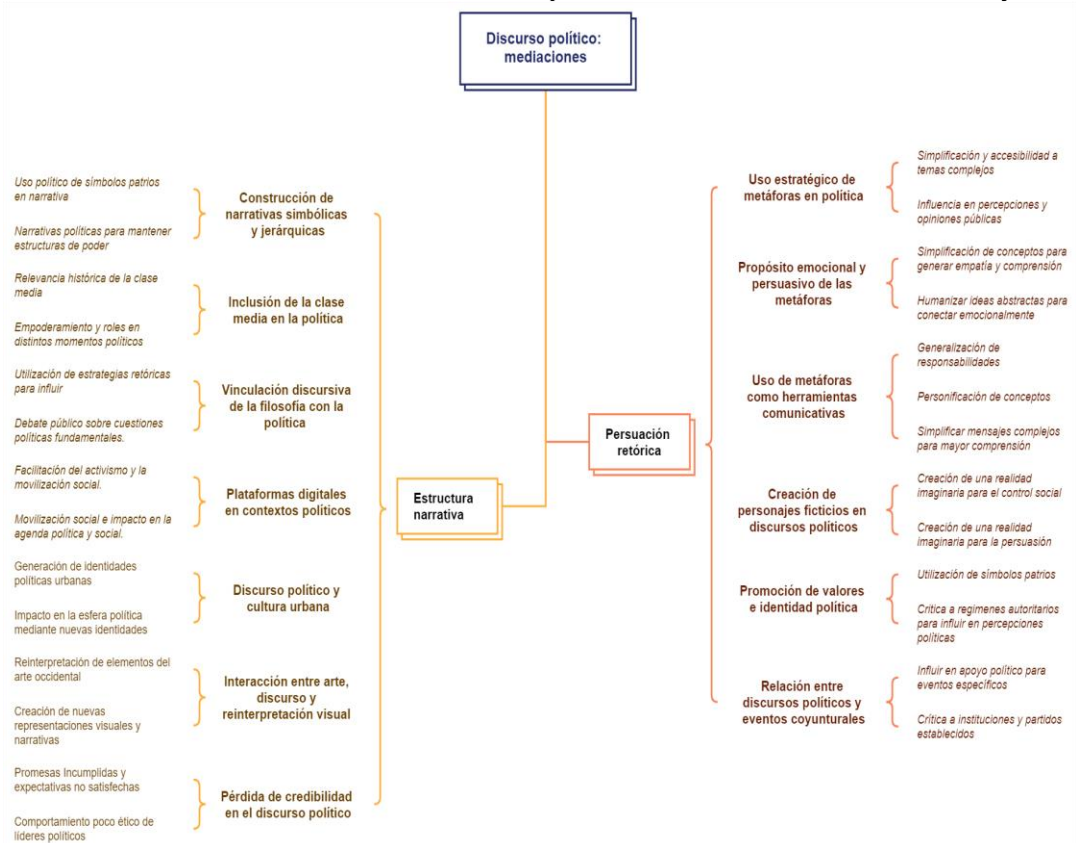 Discurso político:
mediaciones
Uso político de símbolos patrios
en narrativa
Narrativas políticas para mantener
estructuras de poder
Construcción de
narrativas simbólicas
y jerárquicas
Relevancia histórica de la clase
media
Empoderamiento y roles en
distintos momentos políticos
Inclusión de la clase
media en la política
Utilización de estrategias retóricas
para influir
Debate público sobre cuestiones
políticas fundamentales.
Vinculación discursiva
de la filosofía con la
política
Facilitación del activismo y la
movilización social.
Movilización social e impacto en la
agenda política y social.
Plataformas digitales
en contextos políticos
Generación de identidades
políticas urbanas
Impacto en la esfera política
mediante nuevas identidades
Discurso político y
cultura urbana
Reinterpretación de elementos del
arte occidental
Creación de nuevas
representaciones visuales y
narrativas
Interacción entre arte,
discurso y
reinterpretación visual
Promesas Incumplidas y
expectativas no satisfechas
Comportamiento poco ético de
líderes políticos
Pérdida de credibilidad
en el discurso político
Estructura
narrativa
Persuación
retórica
Uso estratégico de
metáforas en política
Simplificación y accesibilidad a
temas complejos
Influencia en percepciones y
opiniones públicas
Propósito emocional y
persuasivo de las
metáforas
Simplificación de conceptos para
generar empatía y comprensión
Humanizar ideas abstractas para
conectar emocionalmente
Uso de metáforas
como herramientas
comunicativas
Generalización de
responsabilidades
Personificación de conceptos
Simplificar mensajes complejos
para mayor comprensión
Creación de
personajes ficticios en
discursos políticos
Creación de una realidad
imaginaria para el control social
Creación de una realidad
imaginaria para la persuasión
Promoción de valores
e identidad política
Utilización de símbolos patrios
Critica a regimenes autoritarios
para influir en percepciones
políticas
Relación entre
discursos políticos y
eventos coyunturales
Influir en apoyo político para
eventos específicos
Crítica a instituciones y partidos
establecidos